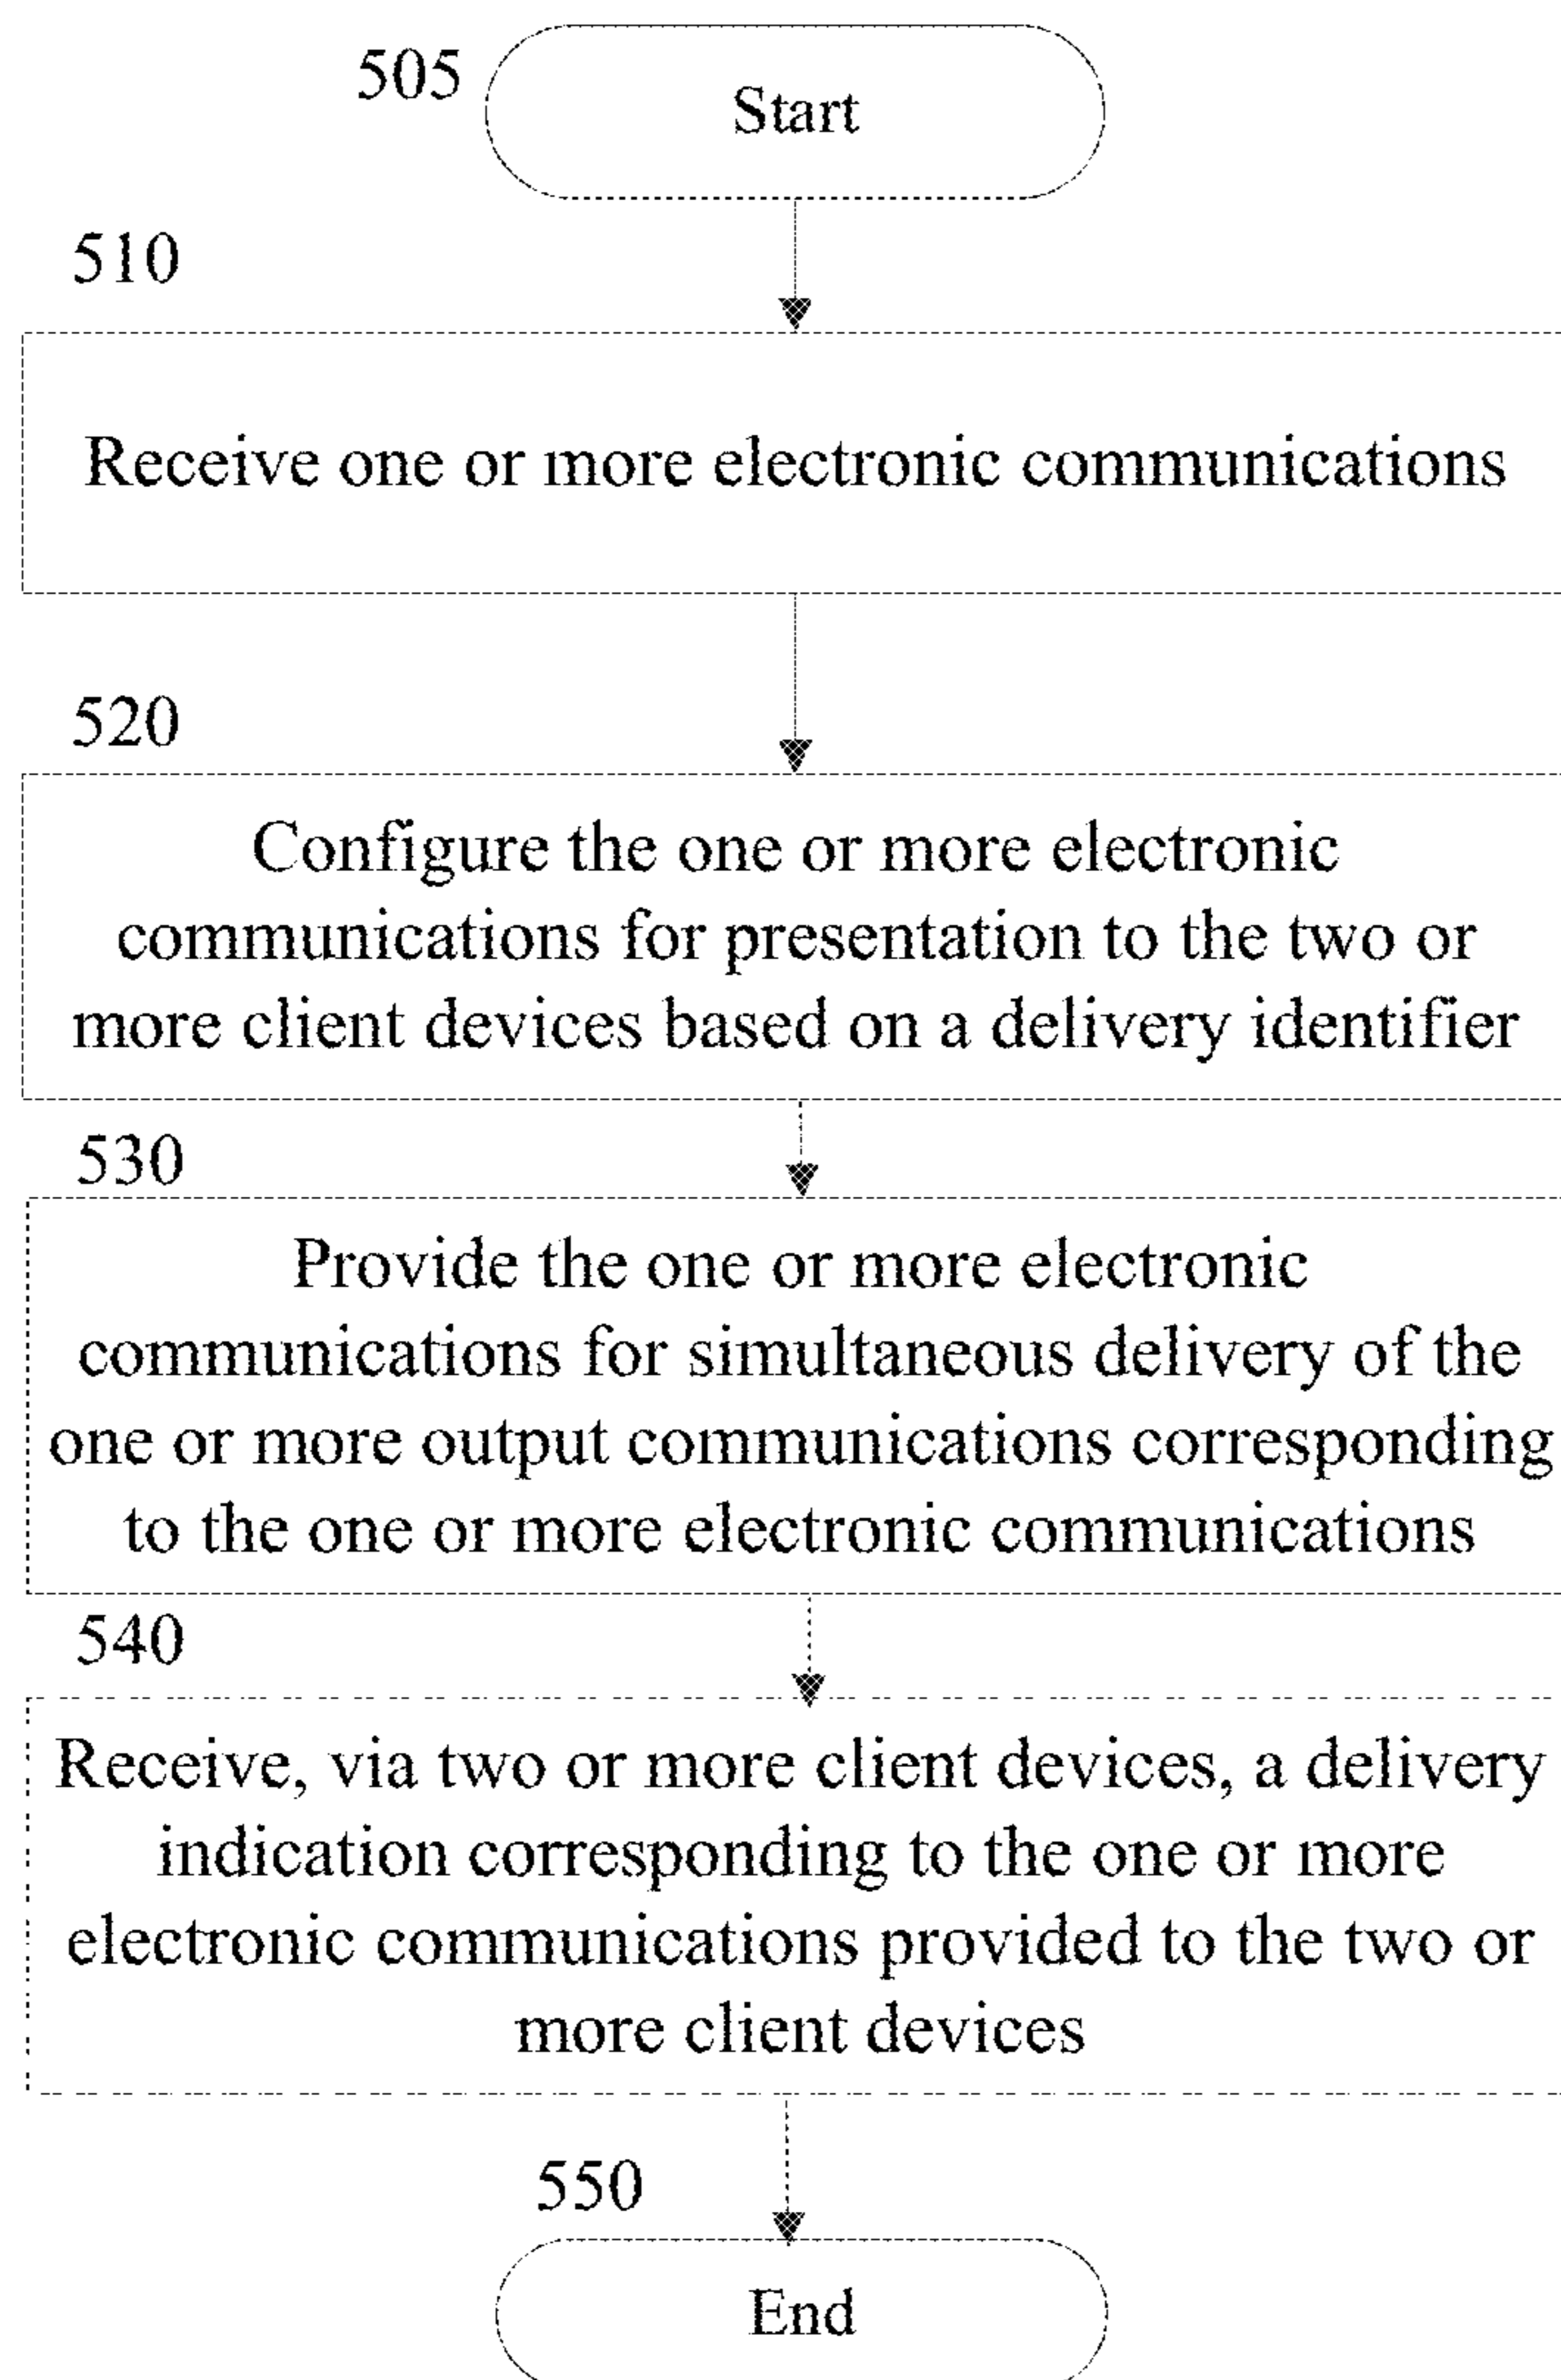 505
Start
510
Receive one or more electronic communications
520
Configure the one or more electronic
communications for presentation to the two or
more client devices based on a delivery identifier
530
Provide the one or more electronic
communications for simultaneous delivery of the
one or more output communications corresponding
to the one or more electronic communications
540
Receive, via two or more client devices, a delivery
indication corresponding to the one or more
electronic communications provided to the two or
more client devices
550
End